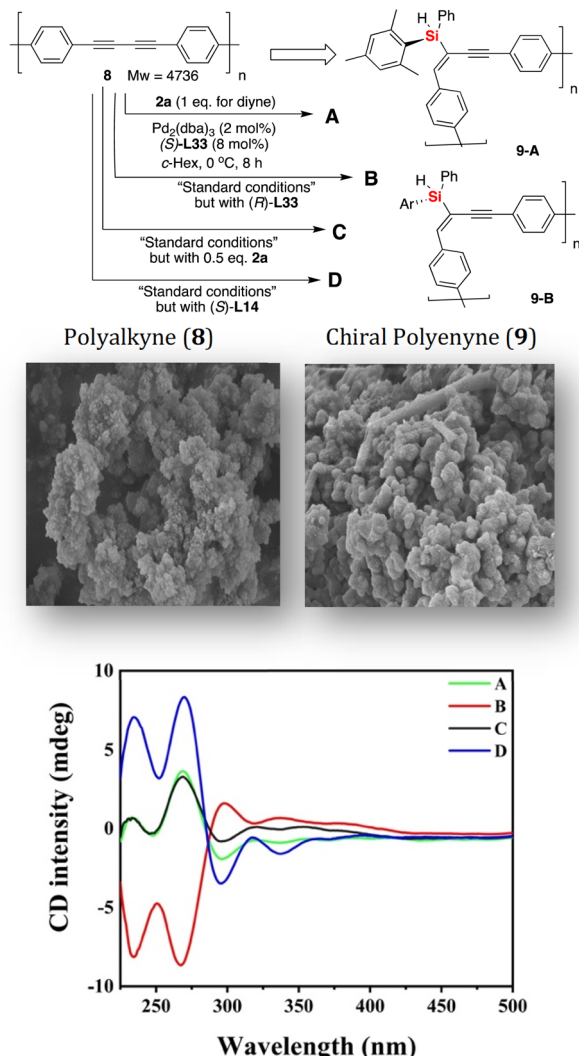 H Ph
Si
n
8 Mw = 4736
n
2a (1 eq. for diyne)
A
Pd2(dba)3 (2 mol%)
(S)-L33 (8 mol%)
c-Hex, 0 °C, 8 h
9-A
"Standard conditions"
but with (R)-L33
B
H Ph
Si
Ar
n
"Standard conditions"
but with 0.5 eq. 2a
C
"Standard conditions"
but with (S)-L14
D
9-B
Polyalkyne (8)
Chiral Polyenyne (9)
CD intensity (mdeg)
10
5
0
-5
-10
A
B
C
D
250 300 350 400 450 500
Wavelength (nm)